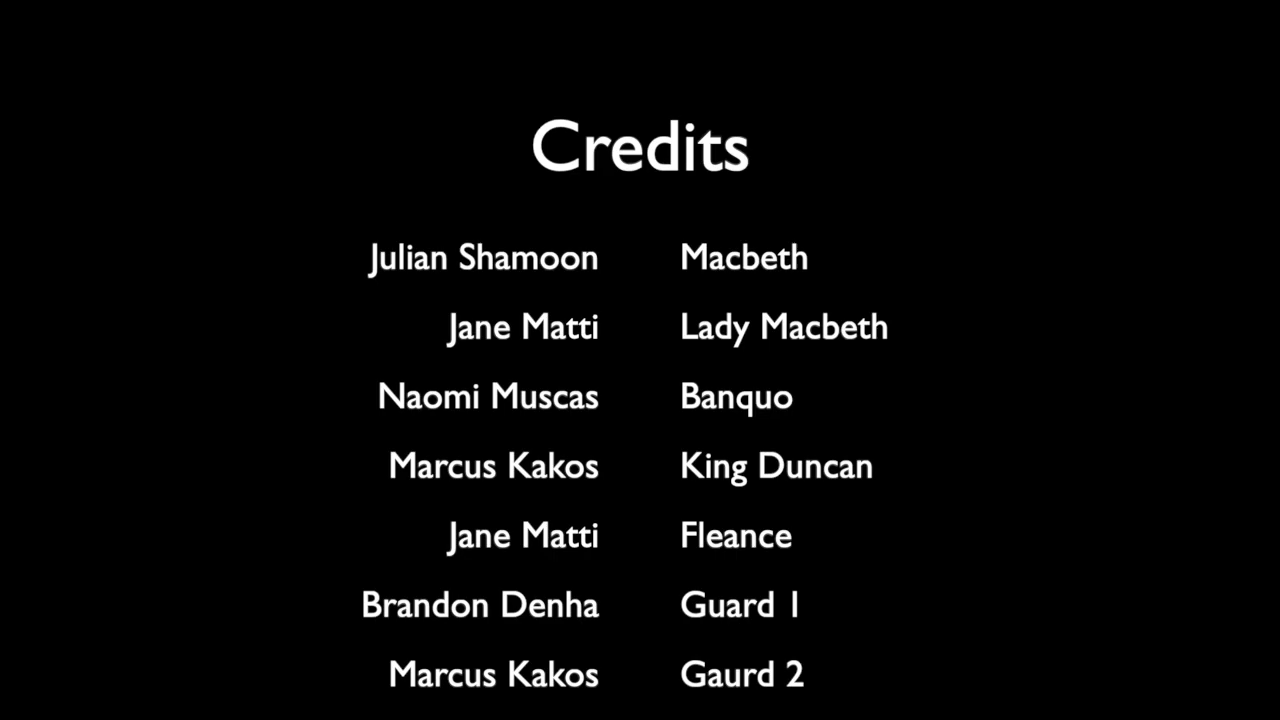 Credits
Julian Shamoon Macbeth
Jane Matti Lady Macbeth
Naomi Muscas Banquo
Marcus Kakos King Duncan
Jane Matti Fleance
Brandon Denha Guard 1
Marcus Kakos Gaurd 2